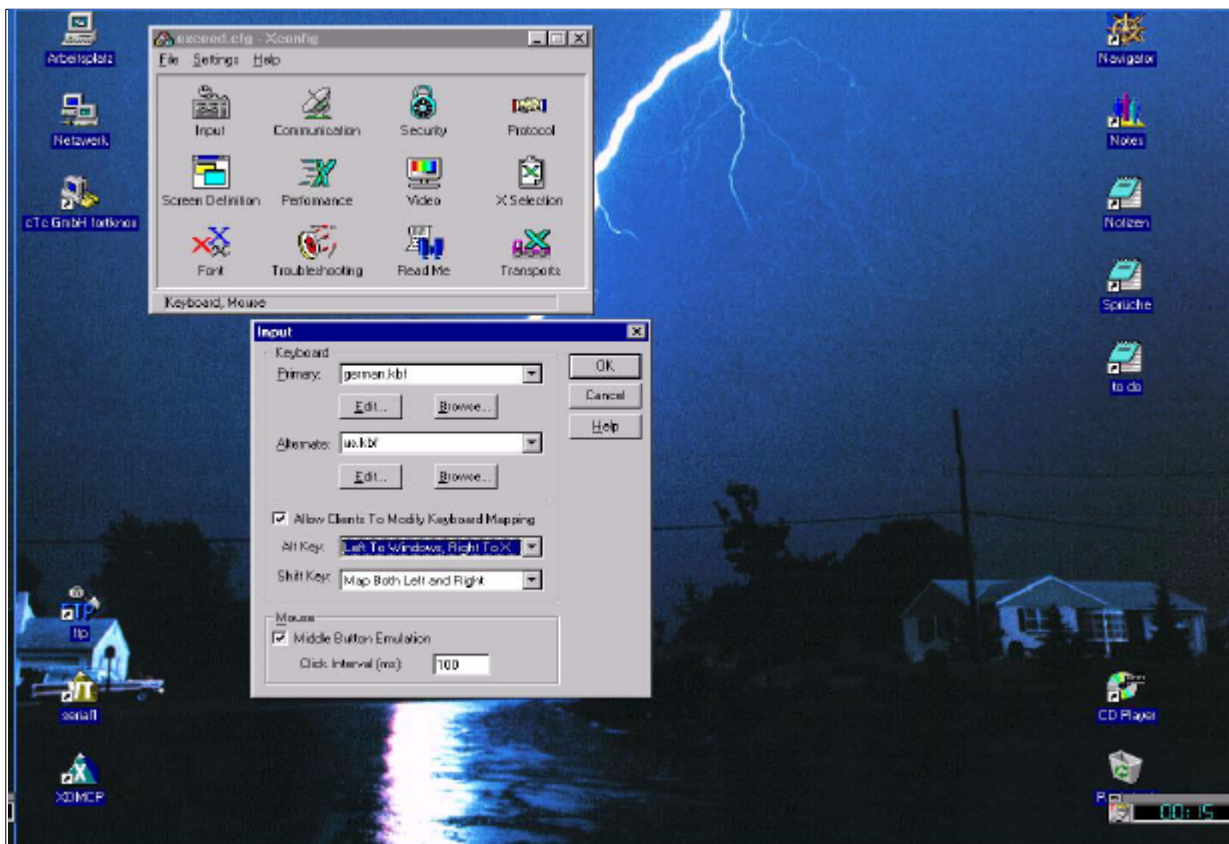 Arbeitsplatz
Netzwerk
cTc GmbH fortknox
exceed.cfg - Xconfig
File Settings Help
Input Communication Security Protocol
Screen Definition Performance Video X Selection
Font Troubleshooting Read Me Transports
Keyboard, Mouse
Input
Keyboard
Primary: german.kbf
Edit... Browse...
Alternate: us.kbf
Edit... Browse...
Allow Clients To Modify Keyboard Mapping
Alt Key: Left To Windows, Right To X
Shift Key: Map Both Left and Right
Mouse
Middle Button Emulation
Click Interval (ms): 100
OK
Cancel
Help
FTP
ftp
serial1
XDMCP
Navigator
Notes
Notizen
Sprüche
to do
CD Player
00:15